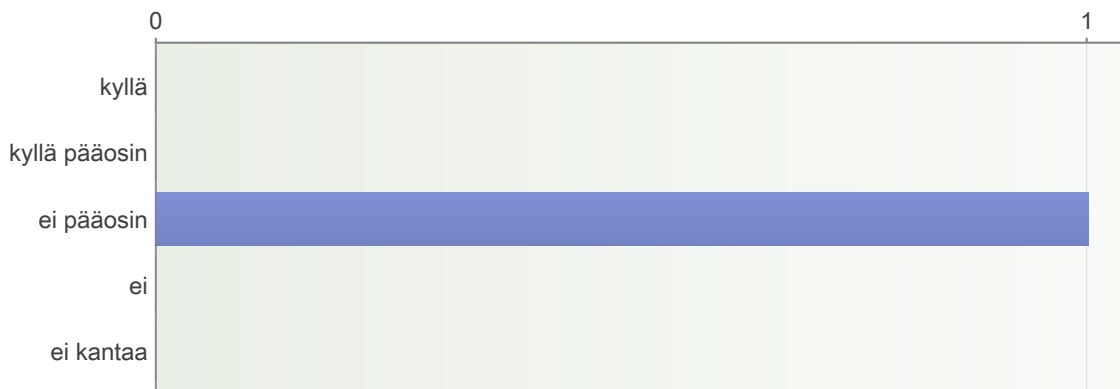 0 1
kyllä
kyllä pääosin
ei pääosin
ei
ei kantaa